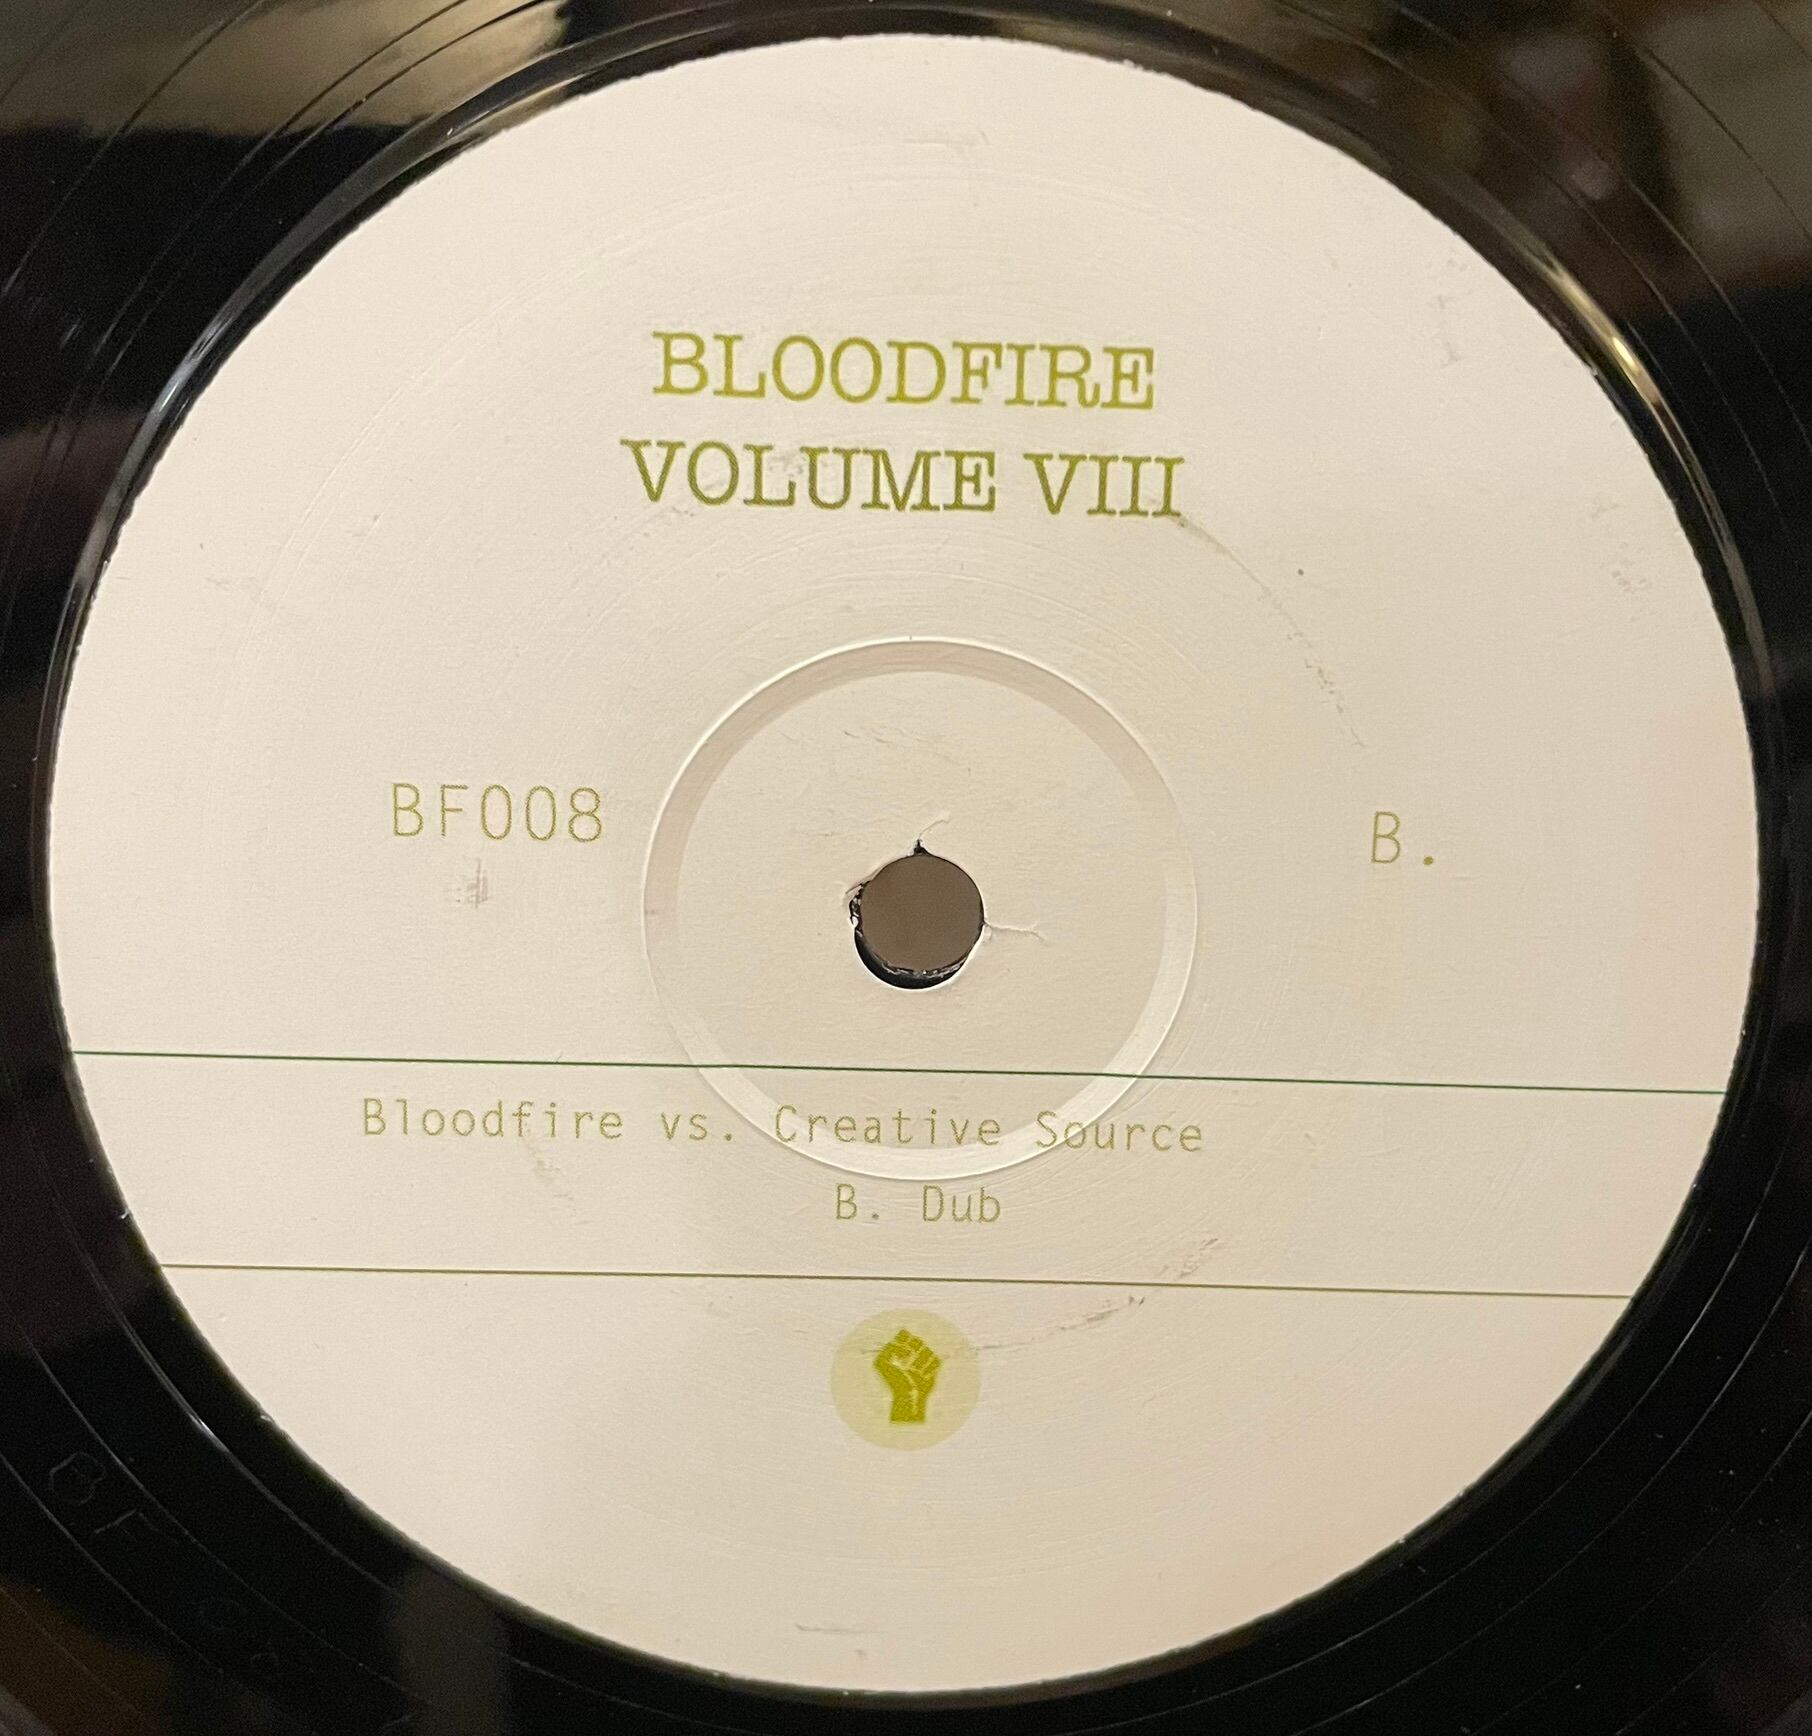 BLOODFIRE
VOLUME VIII
BF008
B.
Bloodfire vs. Creative Source
B. Dub